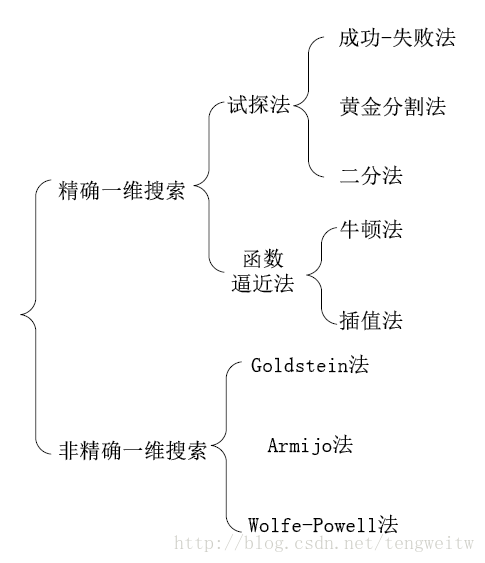 成功-失败法
试探法
黄金分割法
二分法
精确一维搜索
牛顿法
函数
逼近法
插值法
Goldstein法
非精确一维搜索
Armijo法
Wolfe-Powell法
http://blog.csdn.net/tengweitw